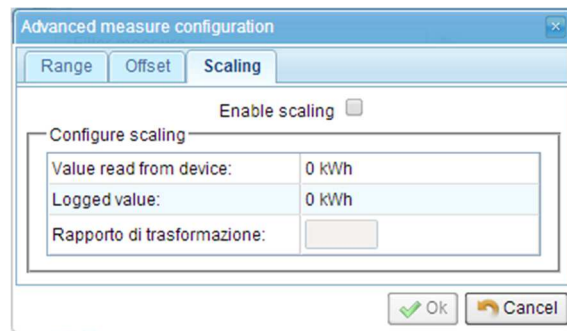 Advanced measure configuration
Range Offset Scaling
Enable scaling
Configure scaling
Value read from device: 0 kWh
Logged value: 0 kWh
Rapporto di trasformazione:
Ok Cancel